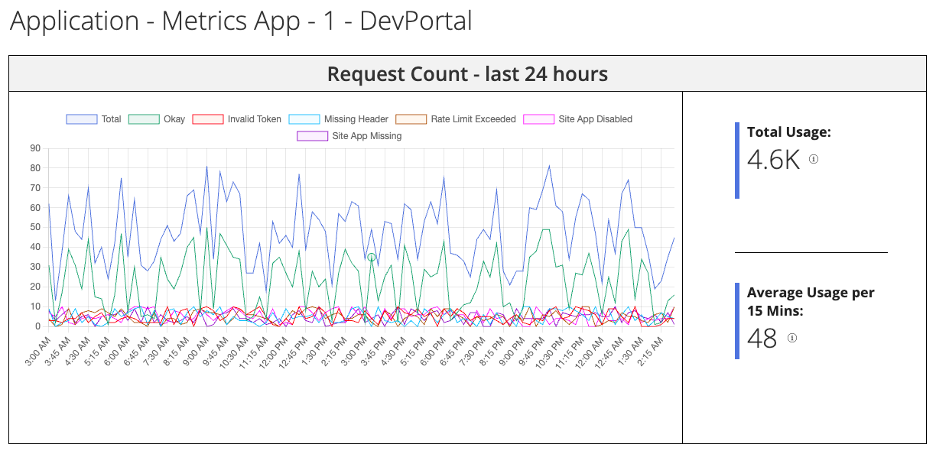 Application - Metrics App - 1 - DevPortal
Request Count - last 24 hours
Total Okay Invalid Token Missing Header Rate Limit Exceeded Site App Disabled
Site App Missing
90
80
70
60
50
40
30
20
10
0
3:00 AM 3:45 AM 4:30 AM 5:15 AM 6:00 AM 6:45 AM 7:30 AM 8:15 AM 9:00 AM 9:45 AM 10:30 AM 11:15 AM 12:00 PM 12:45 PM 1:30 PM 2:15 PM 3:00 PM 3:45 PM 4:30 PM 5:15 PM 6:00 PM 6:45 PM 7:30 PM 8:15 PM 9:00 PM 9:45 PM 10:30 PM 11:15 PM 12:00 AM 12:45 AM 1:30 AM 2:15 AM
Total Usage:
4.6K
Average Usage per
15 Mins:
48